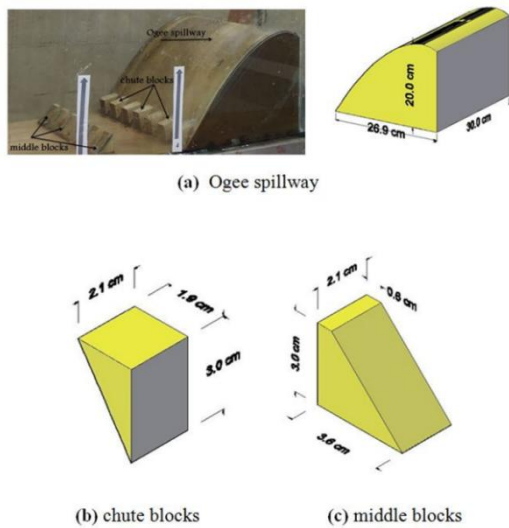 Ogee spillway
chute blocks
middle blocks
20.0 cm
26.9 cm
30.0 cm
(a) Ogee spillway
2.1 cm
1.9 cm
3.0 cm
2.1 cm
0.6 cm
3.0 cm
3.6 cm
(b) chute blocks
(c) middle blocks